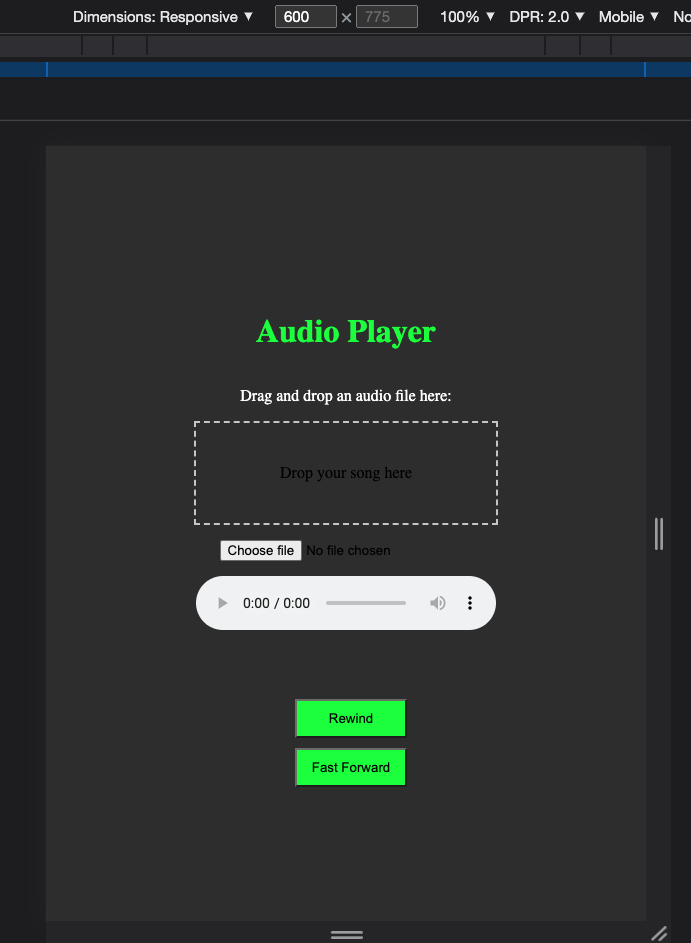 Dimensions: Responsive ▼ 600 × 775 100% ▼ DPR: 2.0 ▼ Mobile ▼ No
Audio Player
Drag and drop an audio file here:
Drop your song here
Choose file No file chosen
0:00 / 0:00
Rewind
Fast Forward